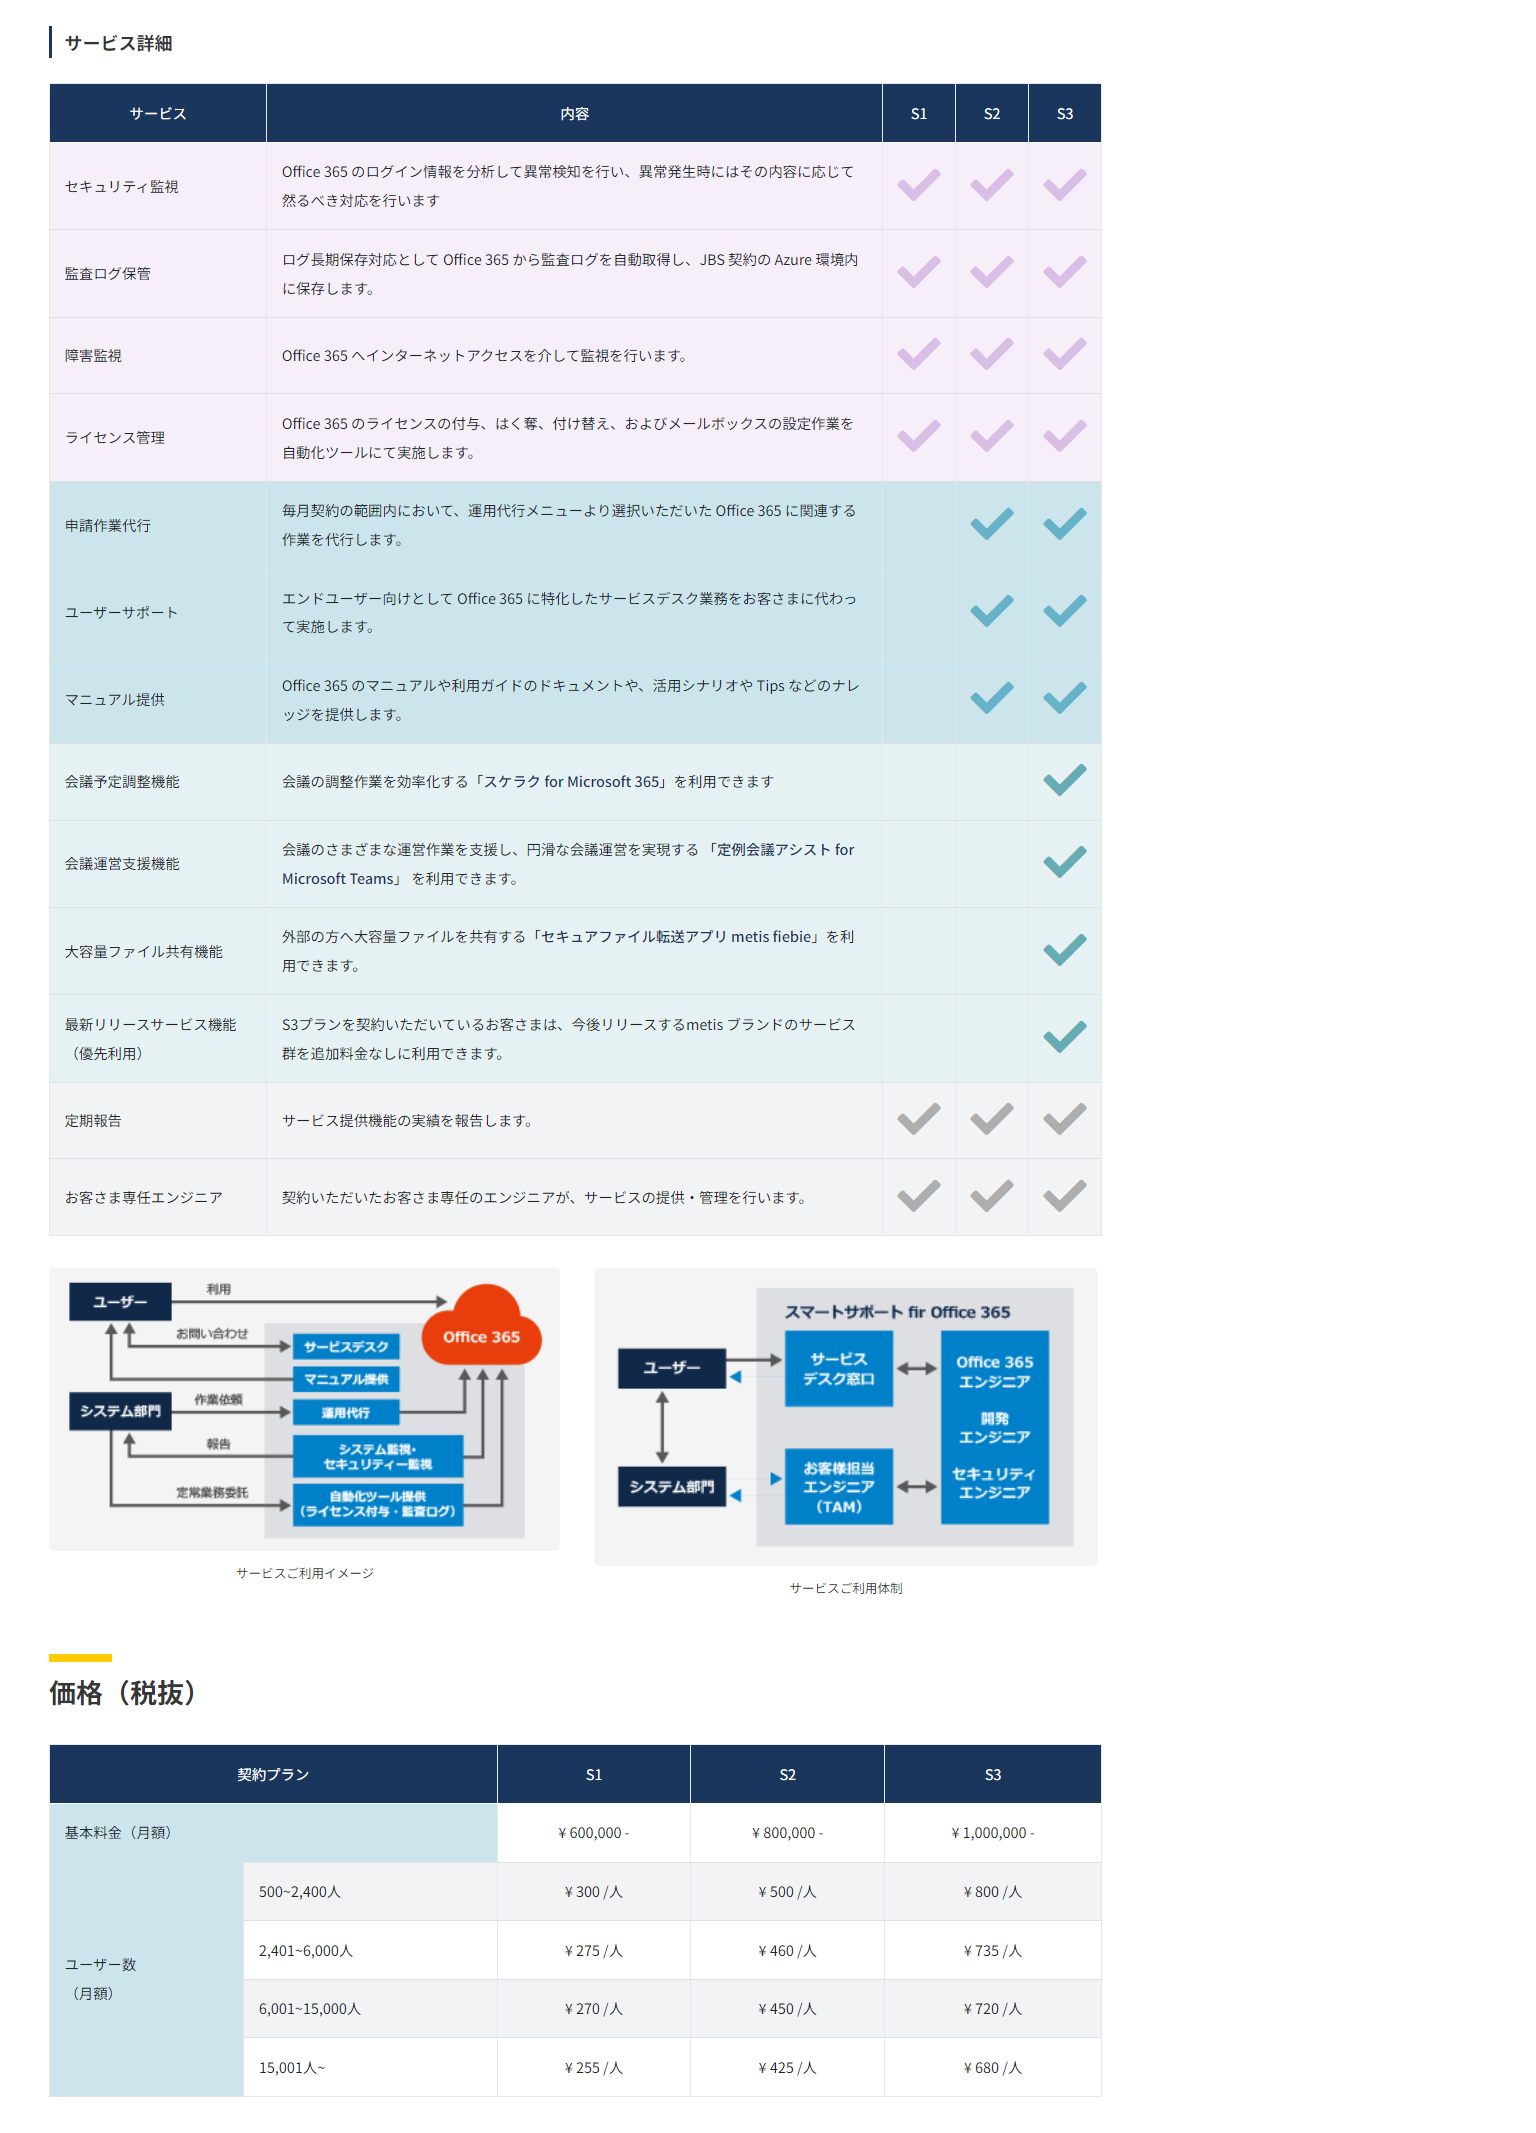 サービス詳細
サービス 内容 S1 S2 S3
セキュリティ監視
Office 365 のログイン情報を分析して異常検知を行い、異常発生時にはその内容に応じて
然るべき対応を行います
監査ログ保管
ログ長期保存対応として Office 365 から監査ログを自動取得し、JBS 契約の Azure 環境内
に保存します。
障害監視
Office 365 へインターネットアクセスを介して監視を行います。
ライセンス管理
Office 365 のライセンスの付与、はく奪、付け替え、およびメールボックスの設定作業を
自動化ツールにて実施します。
申請作業代行
毎月契約の範囲内において、運用代行メニューより選択いただいた Office 365 に関連する
作業を代行します。
ユーザーサポート
エンドユーザー向けとして Office 365 に特化したサービスデスク業務をお客さまに代わっ
て実施します。
マニュアル提供
Office 365 のマニュアルや利用ガイドのドキュメントや、活用シナリオや Tips などのナレ
ッジを提供します。
会議予定調整機能
会議の調整作業を効率化する「スケラク for Microsoft 365」を利用できます
会議運営支援機能
会議のさまざまな運営作業を支援し、円滑な会議運営を実現する 「定例会議アシスト for
Microsoft Teams」 を利用できます。
大容量ファイル共有機能
外部の方へ大容量ファイルを共有する「セキュアファイル転送アプリ metis fiebie」を利
用できます。
最新リリースサービス機能
（優先利用）
S3プランを契約いただいているお客さまは、今後リリースするmetis ブランドのサービス
群を追加料金なしに利用できます。
定期報告
サービス提供機能の実績を報告します。
お客さま専任エンジニア
契約いただいたお客さま専任のエンジニアが、サービスの提供・管理を行います。
ユーザー
利用
Office 365
お問い合わせ
サービスデスク
マニュアル提供
システム部門
作業依頼
運用代行
報告
システム監視・
セキュリティー監視
定常業務委託
自動化ツール提供
（ライセンス付与・監査ログ）
サービスご利用イメージ
スマートサポート fir Office 365
ユーザー
サービス
デスク窓口
Office 365
エンジニア
開発
エンジニア
セキュリティ
エンジニア
システム部門
お客様担当
エンジニア
（TAM）
サービスご利用体制
価格（税抜）
契約プラン S1 S2 S3
基本料金（月額） ¥ 600,000 - ¥ 800,000 - ¥ 1,000,000 -
ユーザー数
（月額）
500~2,400人 ¥ 300 /人 ¥ 500 /人 ¥ 800 /人
2,401~6,000人 ¥ 275 /人 ¥ 460 /人 ¥ 735 /人
6,001~15,000人 ¥ 270 /人 ¥ 450 /人 ¥ 720 /人
15,001人~ ¥ 255 /人 ¥ 425 /人 ¥ 680 /人